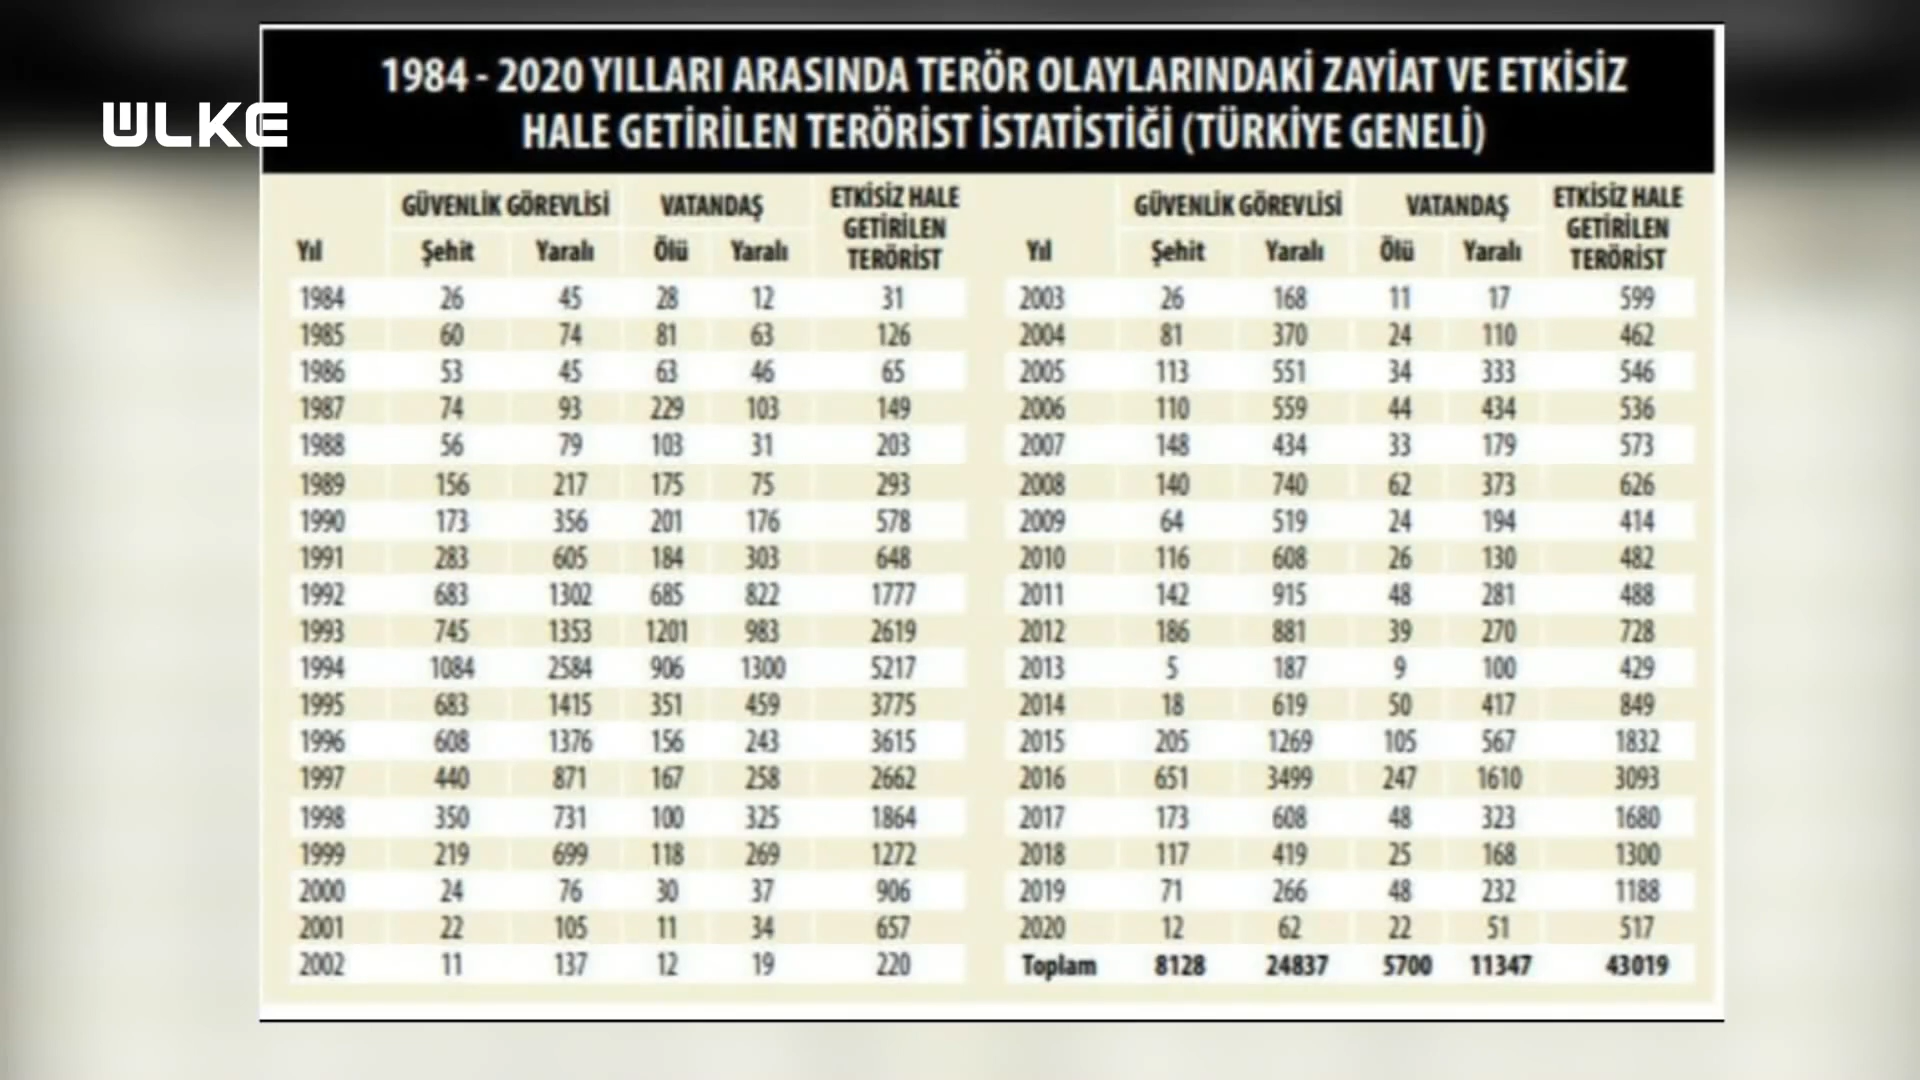 ULKE
1984 - 2020 YILLARI ARASINDA TERÖR OLAYLARINDAKİ ZAYİAT VE ETKİSİZ
HALE GETİRİLEN TERÖRİST İSTATİSTİĞİ (TÜRKİYE GENELİ)
GÜVENLİK GÖREVLİSİ VATANDAŞ ETKİSİZ HALE GETİRİLEN TERÖRİST GÜVENLİK GÖREVLİSİ VATANDAŞ ETKİSİZ HALE GETİRİLEN TERÖRİST
Yıl Şehit Yaralı Ölü Yaralı Yıl Şehit Yaralı Ölü Yaralı
1984 26 45 28 12 31 2003 26 168 11 17 599
1985 60 74 81 63 126 2004 81 370 24 110 462
1986 53 45 63 46 65 2005 113 551 34 333 546
1987 74 93 229 103 149 2006 110 559 44 434 536
1988 56 79 103 31 203 2007 148 434 33 179 573
1989 156 217 175 75 293 2008 140 740 62 373 626
1990 173 356 201 176 578 2009 64 519 24 194 414
1991 283 605 184 303 648 2010 116 608 26 130 482
1992 683 1302 685 822 1777 2011 142 915 48 281 488
1993 745 1353 1201 983 2619 2012 186 881 39 270 728
1994 1084 2584 906 1300 5217 2013 5 187 9 100 429
1995 683 1415 351 459 3775 2014 18 619 50 417 849
1996 608 1376 156 243 3615 2015 205 1269 105 567 1832
1997 440 871 167 258 2662 2016 651 3499 247 1610 3093
1998 350 731 100 325 1864 2017 173 608 48 323 1680
1999 219 699 118 269 1272 2018 117 419 25 168 1300
2000 24 76 30 37 906 2019 71 266 48 232 1188
2001 22 105 11 34 657 2020 12 62 22 51 517
2002 11 137 12 19 220 Toplam 8128 24837 5700 11347 43019